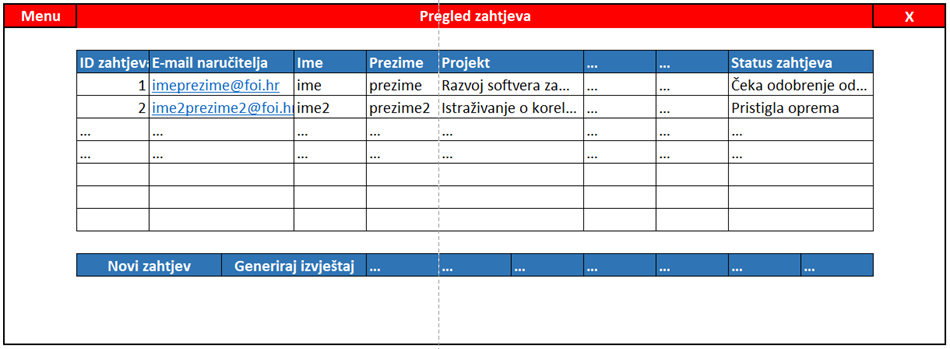 Menu Pregled zahtjeva X
ID zahtjeva E-mail naručitelja Ime Prezime Projekt ... ... Status zahtjeva
1 imeprezime@foi.hr ime prezime Razvoj softvera za... ... ... Čeka odobrenje od...
2 ime2prezime2@foi.hr ime2 prezime2 Istraživanje o korel... ... ... Pristigla oprema
... ... ... ... ... ... ... ...
... ... ... ... ... ... ... ...
Novi zahtjev Generiraj izvještaj ... ... ... ... ... ... ...